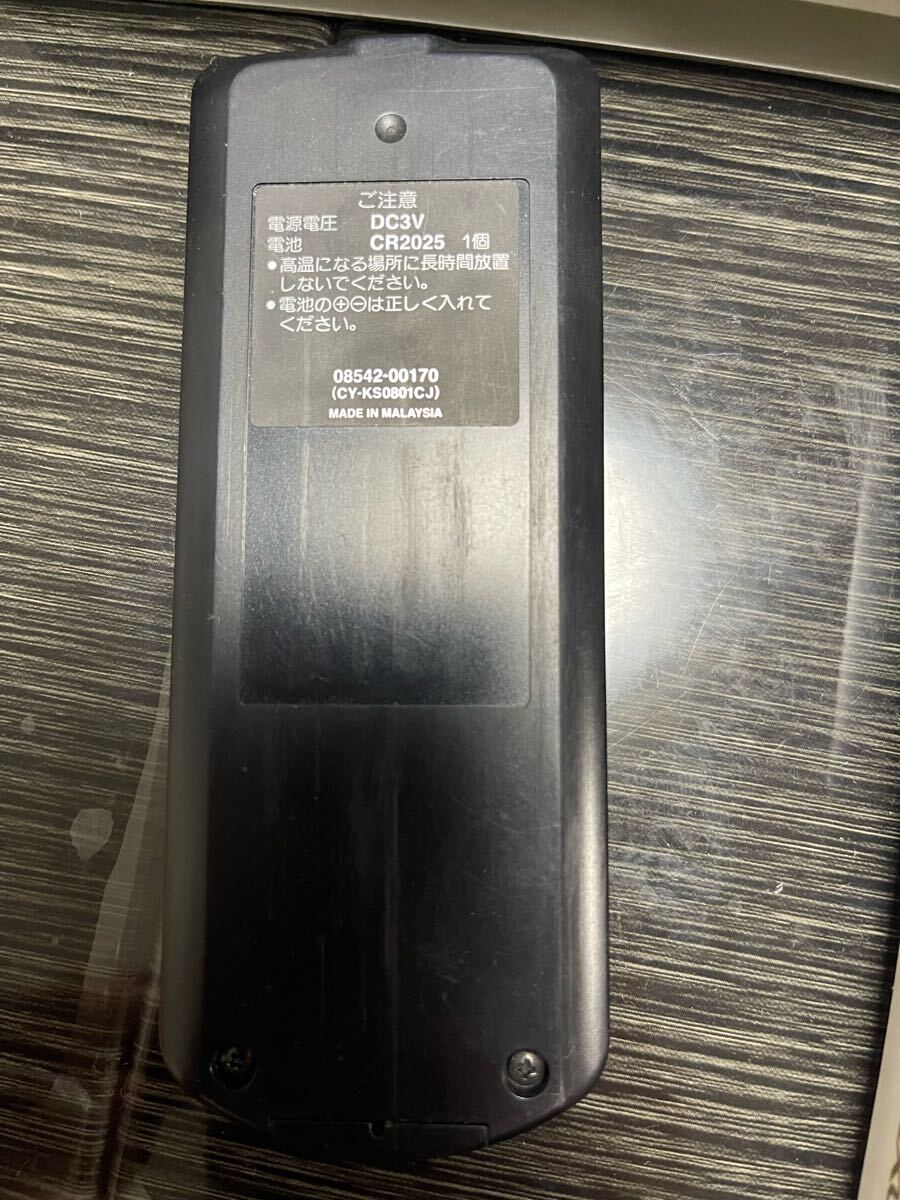 ご注意
電源電圧 DC3V
電池 CR2025 1個
●高温になる場所に長時間放置
しないでください。
●電池の⊕⊖は正しく入れて
ください。
08542-00170
(CY-KS0801CJ)
MADE IN MALAYSIA